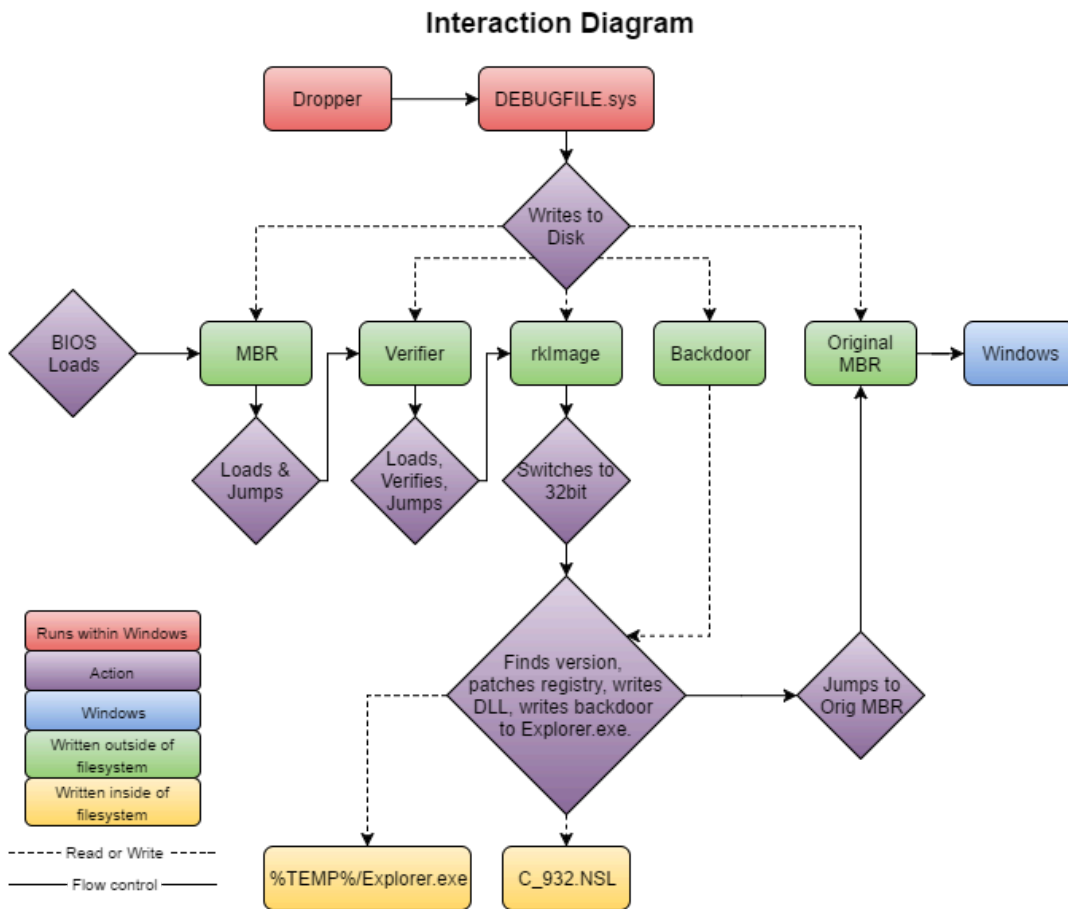 Interaction Diagram
Dropper
DEBUGFILE.sys
Writes to
Disk
BIOS
Loads
MBR
Verifier
rkImage
Backdoor
Original
MBR
Windows
Loads &
Jumps
Loads,
Verifies,
Jumps
Switches to
32bit
Finds version,
patches registry, writes
DLL, writes backdoor
to Explorer.exe.
Jumps to
Orig MBR
Runs within Windows
Action
Windows
Written outside of
filesystem
Written inside of
filesystem
Read or Write
Flow control
%TEMP%/Explorer.exe
C_932.NSL